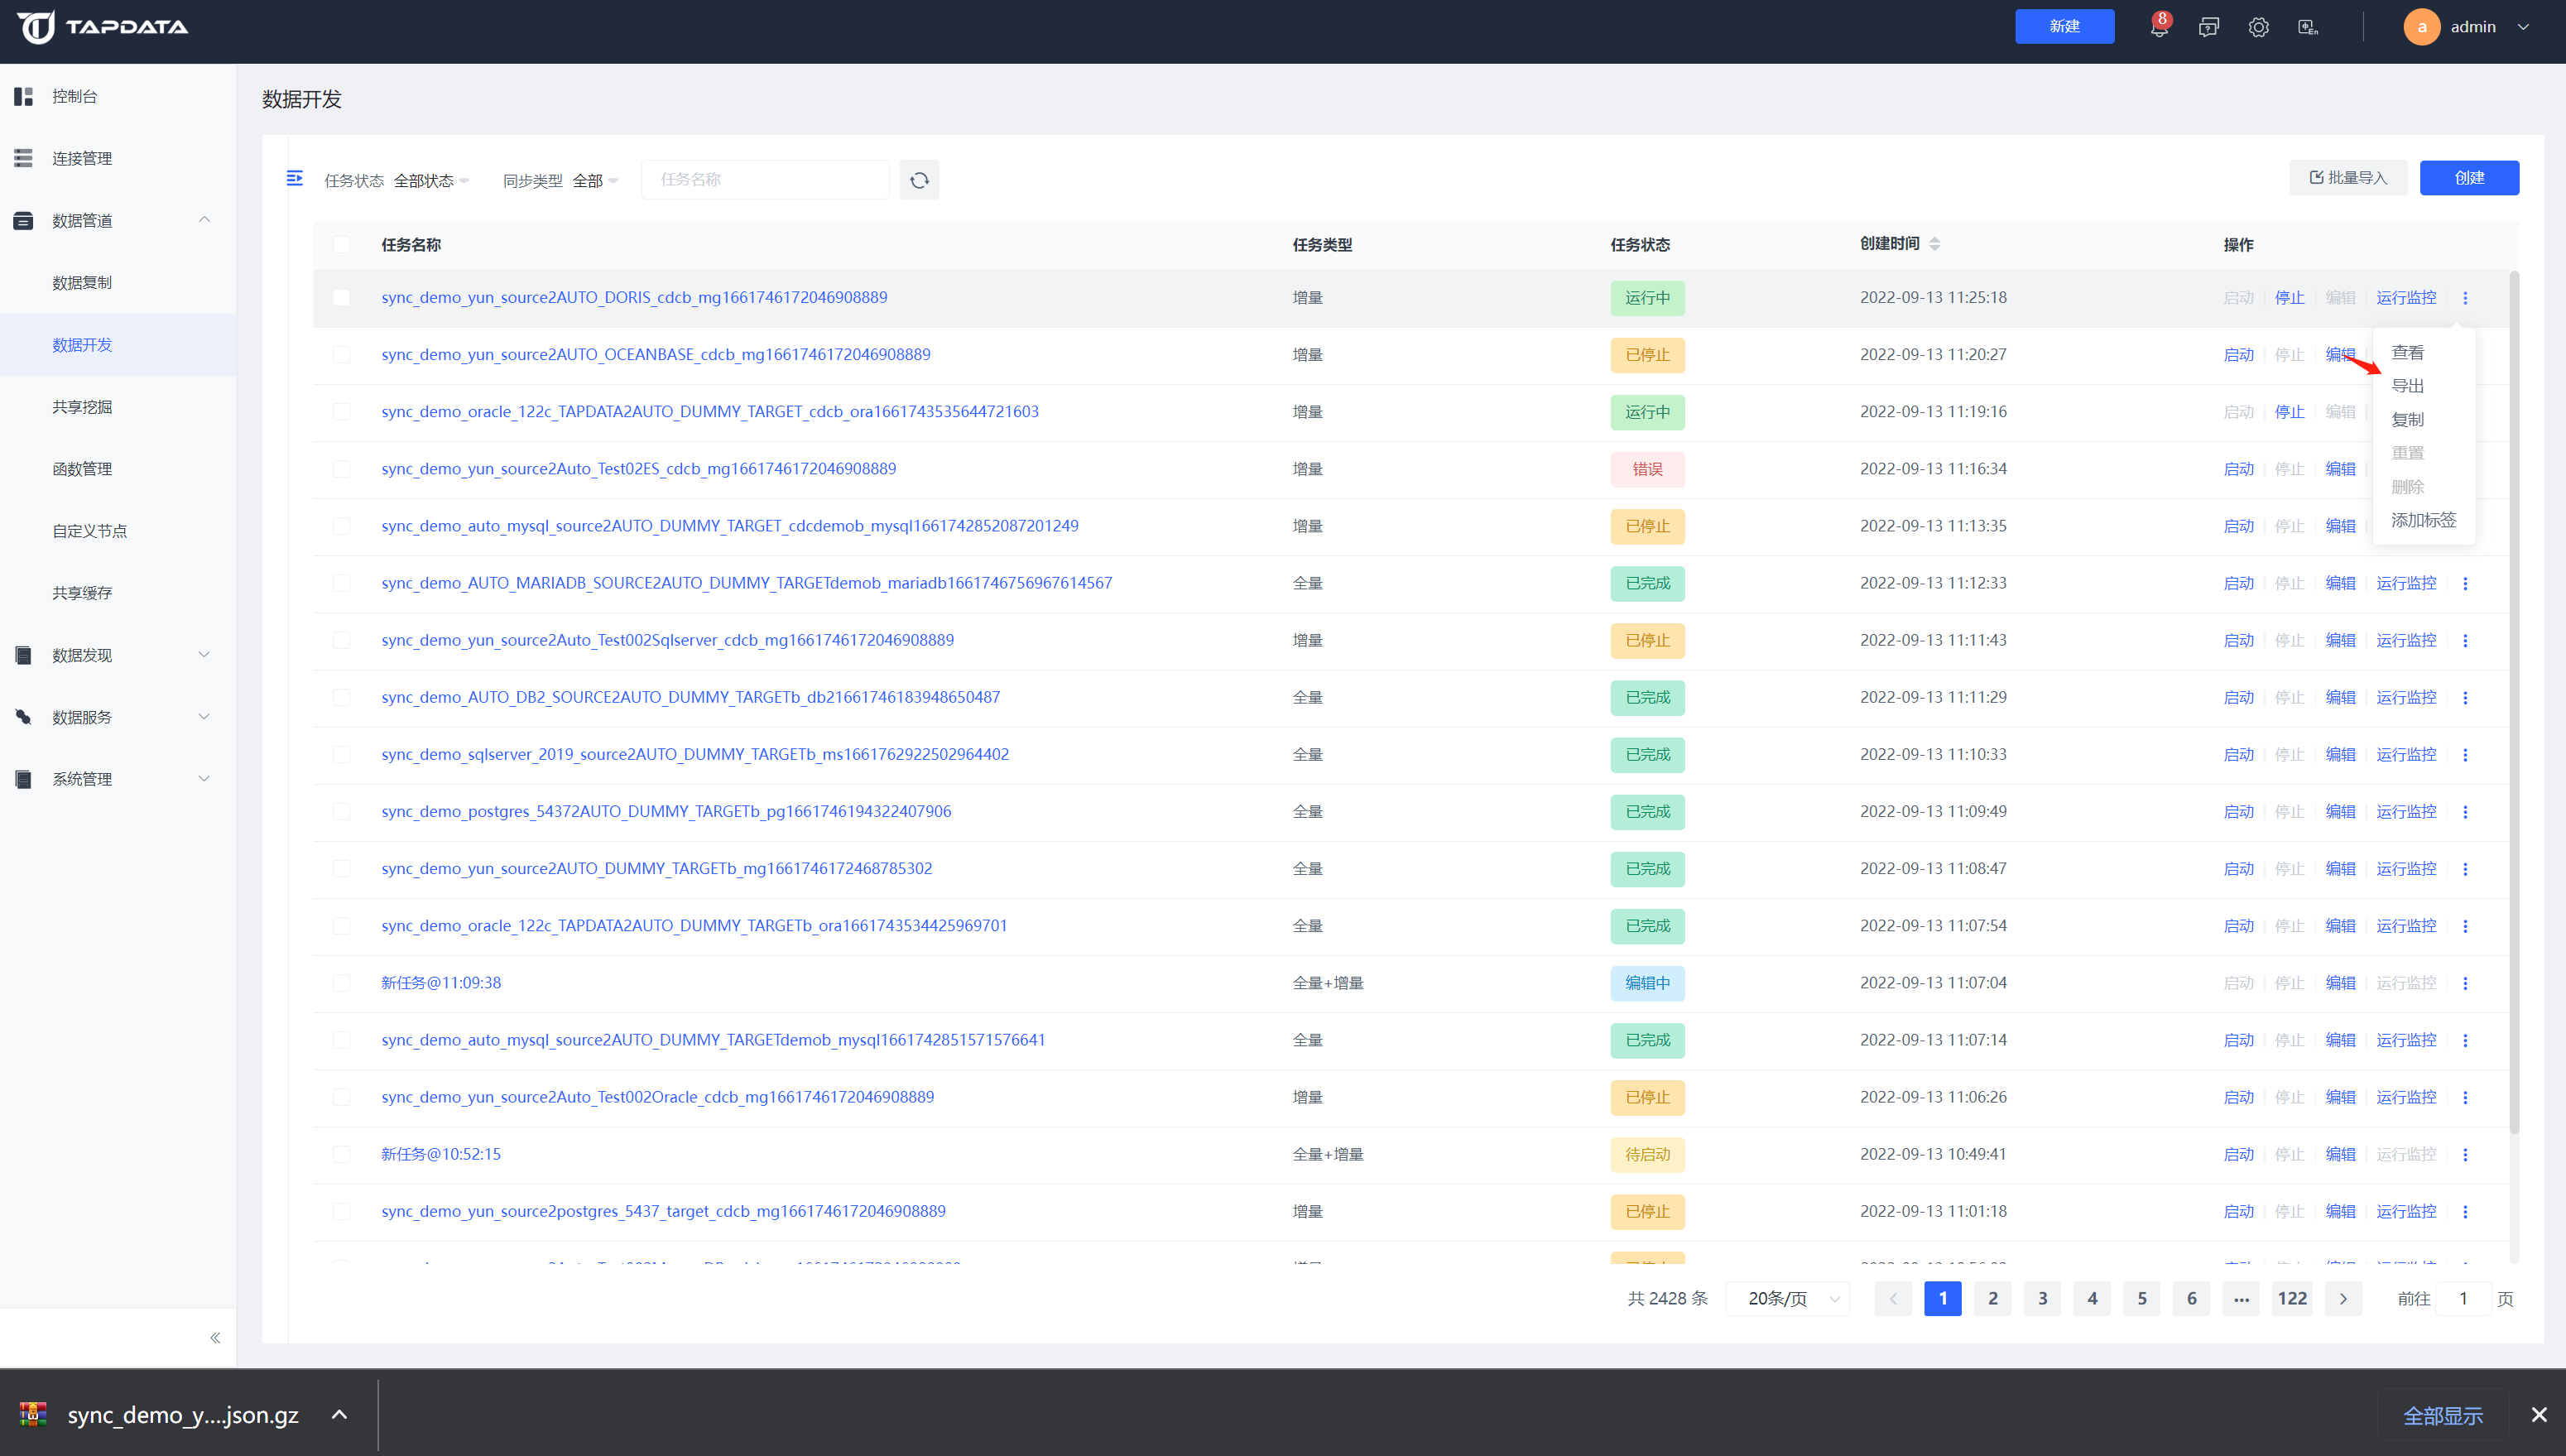 TAPDATA
新建
8
En
a
admin
控制台
连接管理
数据管道
数据复制
数据开发
共享挖掘
函数管理
自定义节点
共享缓存
数据发现
数据服务
系统管理
数据开发
任务状态 全部状态 同步类型 全部 任务名称
批量导入 创建
任务名称 任务类型 任务状态 创建时间 操作
sync_demo_yun_source2AUTO_DORIS_cdcb_mg1661746172046908889 增量 运行中 2022-09-13 11:25:18 启动 停止 编辑 运行监控
sync_demo_yun_source2AUTO_OCEANBASE_cdcb_mg1661746172046908889 增量 已停止 2022-09-13 11:20:27 启动 停止 编辑
sync_demo_oracle_122c_TAPDATA2AUTO_DUMMY_TARGET_cdcb_ora1661743535644721603 增量 运行中 2022-09-13 11:19:16 启动 停止 编辑
sync_demo_yun_source2Auto_Test02ES_cdcb_mg1661746172046908889 增量 错误 2022-09-13 11:16:34 启动 停止 编辑
sync_demo_auto_mysql_source2AUTO_DUMMY_TARGET_cdcdemob_mysql1661742852087201249 增量 已停止 2022-09-13 11:13:35 启动 停止 编辑
查看
导出
复制
重置
删除
添加标签
sync_demo_AUTO_MARIADB_SOURCE2AUTO_DUMMY_TARGETdemob_mariadb1661746756967614567 全量 已完成 2022-09-13 11:12:33 启动 停止 编辑 运行监控
sync_demo_yun_source2Auto_Test002Sqlserver_cdcb_mg1661746172046908889 增量 已停止 2022-09-13 11:11:43 启动 停止 编辑 运行监控
sync_demo_AUTO_DB2_SOURCE2AUTO_DUMMY_TARGETb_db21661746183948650487 全量 已完成 2022-09-13 11:11:29 启动 停止 编辑 运行监控
sync_demo_sqlserver_2019_source2AUTO_DUMMY_TARGETb_ms1661762922502964402 全量 已完成 2022-09-13 11:10:33 启动 停止 编辑 运行监控
sync_demo_postgres_54372AUTO_DUMMY_TARGETb_pg1661746194322407906 全量 已完成 2022-09-13 11:09:49 启动 停止 编辑 运行监控
sync_demo_yun_source2AUTO_DUMMY_TARGETb_mg1661746172468785302 全量 已完成 2022-09-13 11:08:47 启动 停止 编辑 运行监控
sync_demo_oracle_122c_TAPDATA2AUTO_DUMMY_TARGETb_ora1661743534425969701 全量 已完成 2022-09-13 11:07:54 启动 停止 编辑 运行监控
新任务@11:09:38 全量+增量 编辑中 2022-09-13 11:07:04 启动 停止 编辑 运行监控
sync_demo_auto_mysql_source2AUTO_DUMMY_TARGETdemob_mysql1661742851571576641 全量 已完成 2022-09-13 11:07:14 启动 停止 编辑 运行监控
sync_demo_yun_source2Auto_Test002Oracle_cdcb_mg1661746172046908889 增量 已停止 2022-09-13 11:06:26 启动 停止 编辑 运行监控
新任务@10:52:15 全量+增量 待启动 2022-09-13 10:49:41 启动 停止 编辑 运行监控
sync_demo_yun_source2postgres_5437_target_cdcb_mg1661746172046908889 增量 已停止 2022-09-13 11:01:18 启动 停止 编辑 运行监控
共 2428 条 20条/页 1 2 3 4 5 6 ... 122 前往 1 页
sync_demo_y....json.gz
全部显示